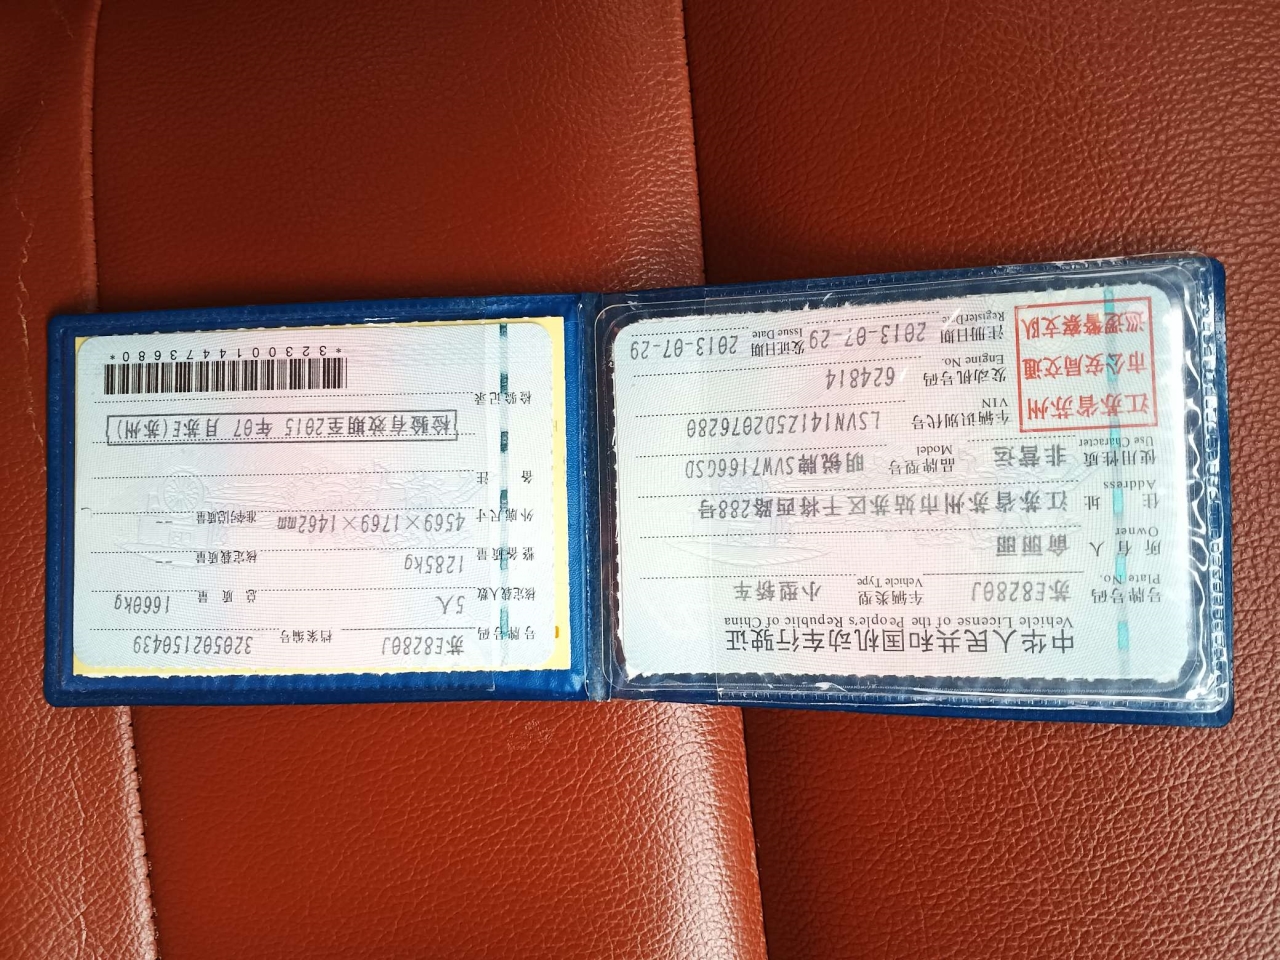 中华人民共和国机动车行驶证
Vehicle License of the People's Republic of China
号牌号码 苏E8280J 车辆类型 小型轿车
Plate No. Vehicle Type
所有人 俞丽丽
Owner
住址 江苏省苏州市姑苏区干将西路288号
Address
使用性质 非营运 品牌型号 明锐牌SVW7166GSD
Use Character Model
江苏省苏州
市公安局交通
巡逻警察支队
车辆识别代号 LSVNI4125D2076280
VIN
发动机号码 624814
Engine No.
注册日期 2013-07-29 发证日期 2013-07-29
RegisterDate Issue Date
号牌号码 苏E8280J 档案编号 320502150439
核定载人数 5人 总质量 1660kg
整备质量 1285kg 核定载质量 --
外廓尺寸 4569×1769×1462mm 准牵引总质量 --
备注
检验有效期至2015年07月苏E(苏州)
检验记录
*3230014473680*